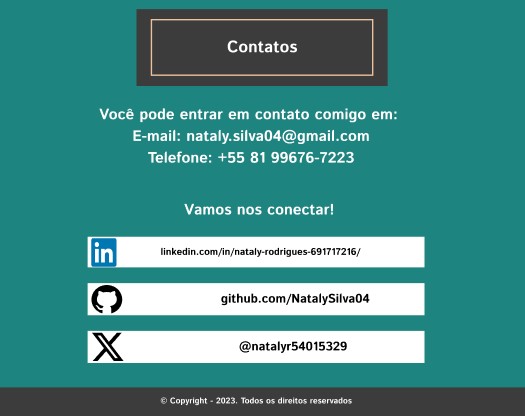 Contatos
Você pode entrar em contato comigo em:
E-mail: nataly.silva04@gmail.com
Telefone: +55 81 99676-7223
Vamos nos conectar!
in
linkedin.com/in/nataly-rodrigues-691717216/
github.com/NatalySilva04
@natalyr54015329
© Copyright - 2023. Todos os direitos reservados